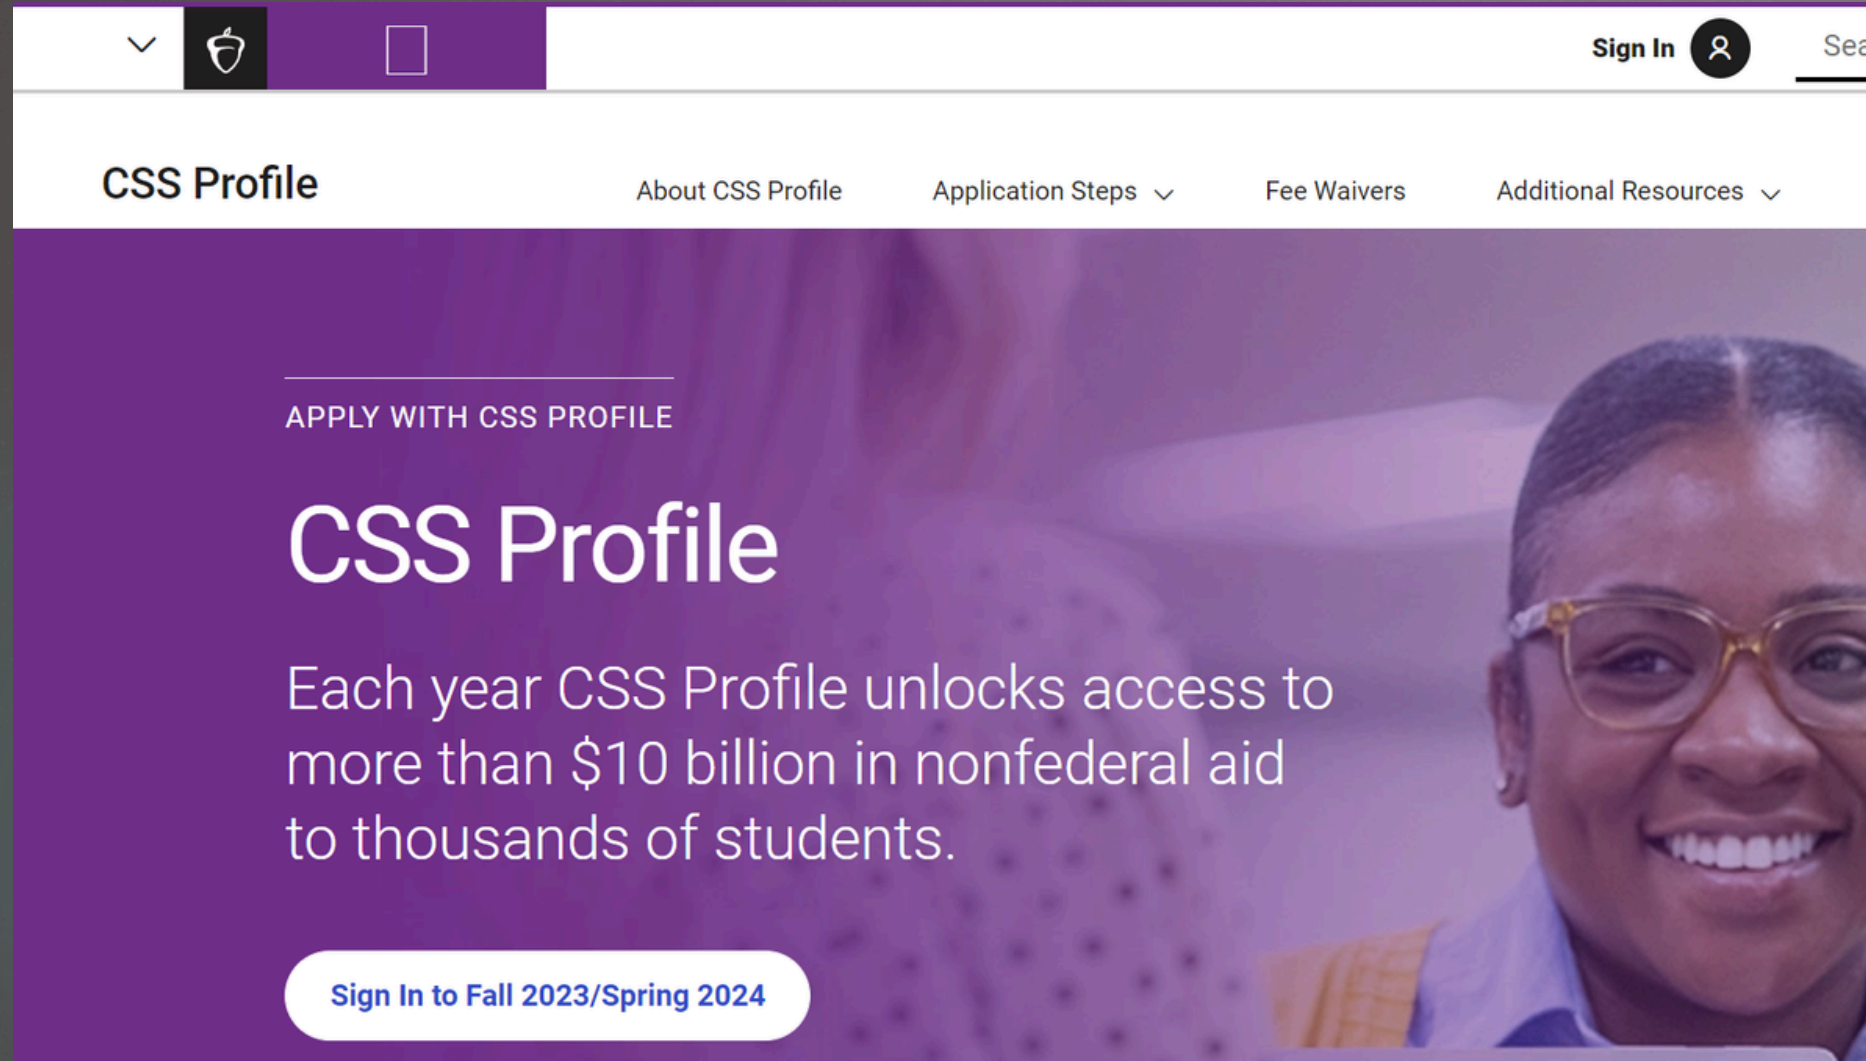 Sign In
Sea
CSS Profile
About CSS Profile
Application Steps
Fee Waivers
Additional Resources
APPLY WITH CSS PROFILE
CSS Profile
Each year CSS Profile unlocks access to
more than $10 billion in nonfederal aid
to thousands of students.
Sign In to Fall 2023/Spring 2024